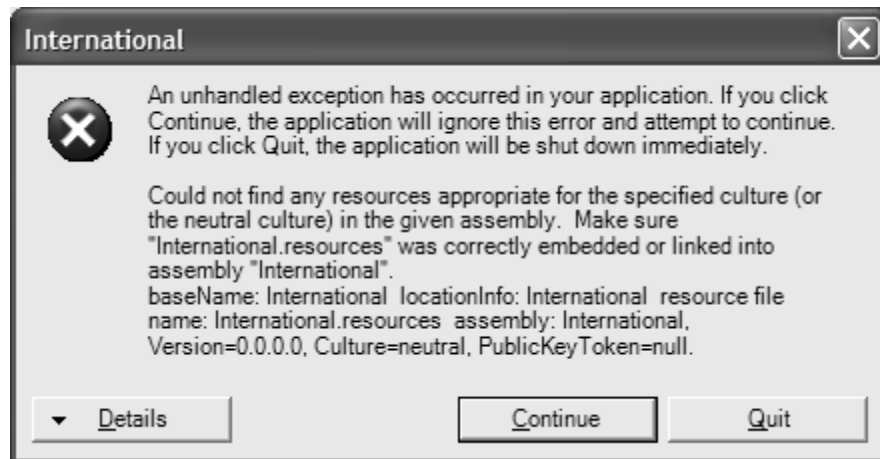 International
An unhandled exception has occurred in your application. If you click
Continue, the application will ignore this error and attempt to continue.
If you click Quit, the application will be shut down immediately.
Could not find any resources appropriate for the specified culture (or
the neutral culture) in the given assembly.  Make sure
"International.resources" was correctly embedded or linked into
assembly "International".
baseName: International  locationInfo: International  resource file
name: International.resources  assembly: International,
Version=0.0.0.0, Culture=neutral, PublicKeyToken=null.
Details Continue Quit